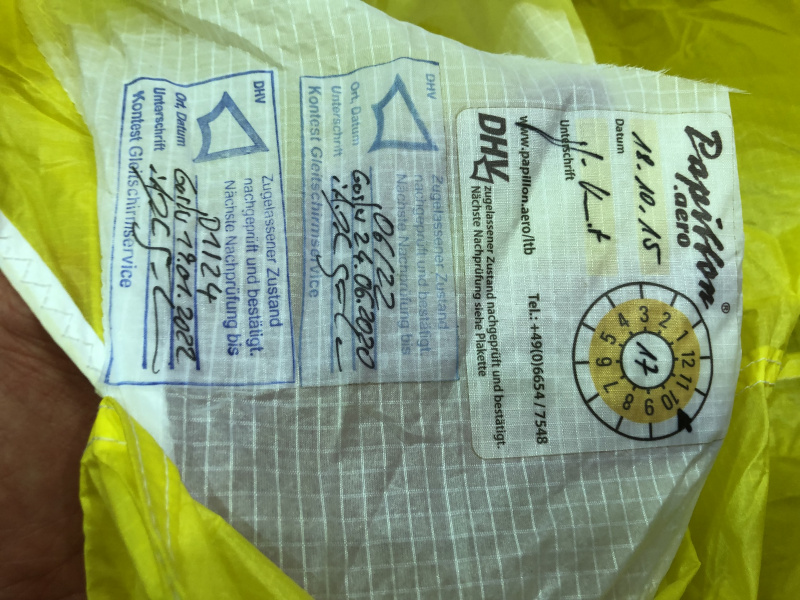 Papillon®
.aero
Datum 18.10.15
Unterschrift
www.papillon.aero/ltb Tel.: +49(0)6654 / 7548
DHV zugelassener Zustand nachgeprüft und bestätigt.
Nächste Nachprüfung siehe Plakette
1 2 3 4 5 6 7 8 9 10 11 12
17
DHV
Zugelassener Zustand
nachgeprüft und bestätigt.
Nächste Nachprüfung bis
06/22
Ort, Datum 24.06.2020
Unterschrift
Kontest Gleitschirmservice
DHV
Zugelassener Zustand
nachgeprüft und bestätigt.
Nächste Nachprüfung bis
01/24
Ort, Datum 19.01.2022
Unterschrift
Kontest Gleitschirmservice